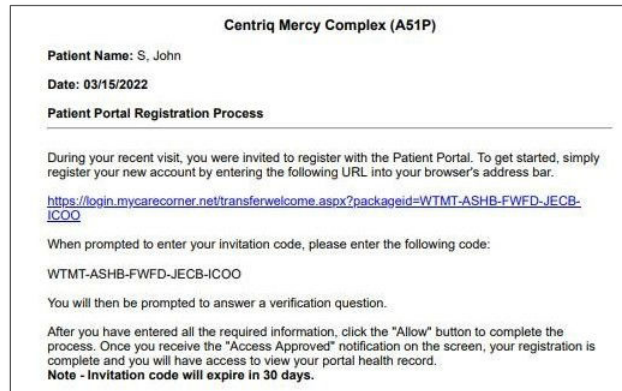 Centriq Mercy Complex (A51P)
Patient Name: S, John
Date: 03/15/2022
Patient Portal Registration Process
During your recent visit, you were invited to register with the Patient Portal. To get started, simply
register your new account by entering the following URL into your browser's address bar.
https://login.mycarecorner.net/transferwelcome.aspx?packageid=WTMT-ASHB-FWFD-JECB-
ICOO
When prompted to enter your invitation code, please enter the following code:
WTMT-ASHB-FWFD-JECB-ICOO
You will then be prompted to answer a verification question.
After you have entered all the required information, click the "Allow" button to complete the
process. Once you receive the "Access Approved" notification on the screen, your registration is
complete and you will have access to view your portal health record.
Note - Invitation code will expire in 30 days.